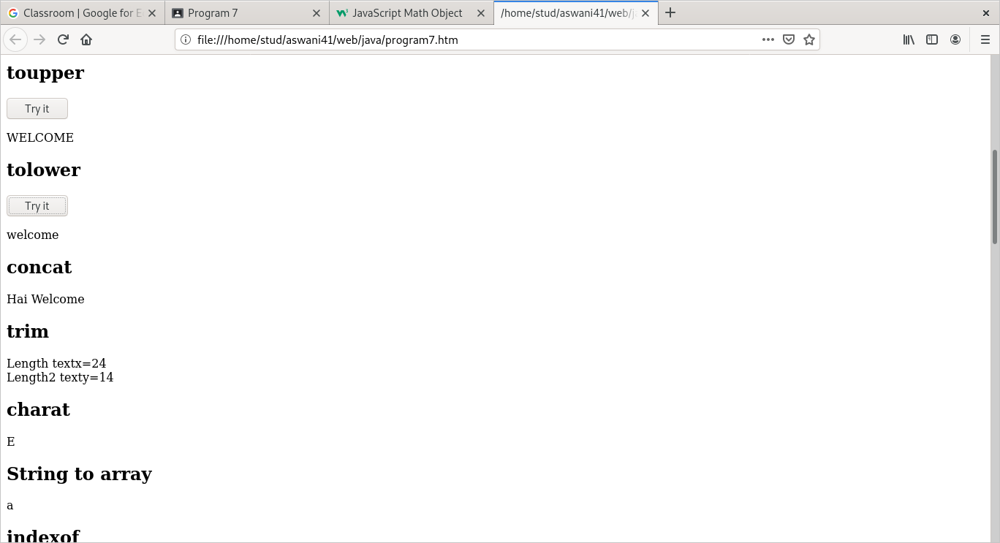 Classroom | Google for E
Program 7
JavaScript Math Object
/home/stud/aswani41/web/j
file:///home/stud/aswani41/web/java/program7.htm
toupper
Try it
WELCOME
tolower
Try it
welcome
concat
Hai Welcome
trim
Length textx=24
Length2 texty=14
charat
E
String to array
a
indexof